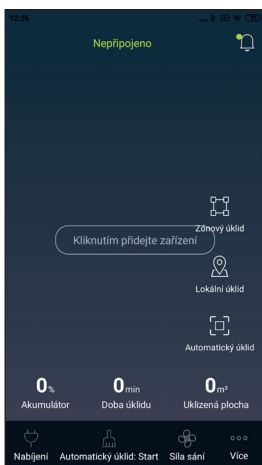 12:26
Nepřipojeno
Zónový úklid
Kliknutím přidejte zařízení
Lokální úklid
Automatický úklid
0% 0min 0m²
Akumulátor Doba úklidu Uklizená plocha
Nabíjení Automatický úklid: Start Síla sání Více